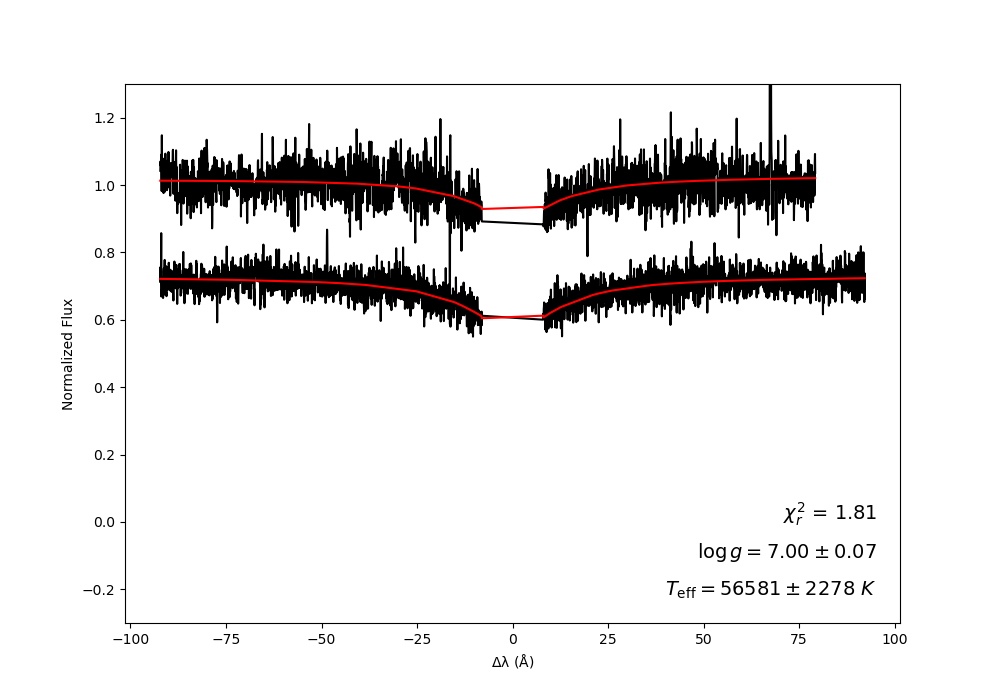 1.2
1.0
0.8
0.6
0.4
0.2
0.0
−0.2
Normalized Flux
χ²ᵣ = 1.81
log g = 7.00 ± 0.07
T_eff = 56581 ± 2278 K
−100 −75 −50 −25 0 25 50 75 100
Δλ (Å)